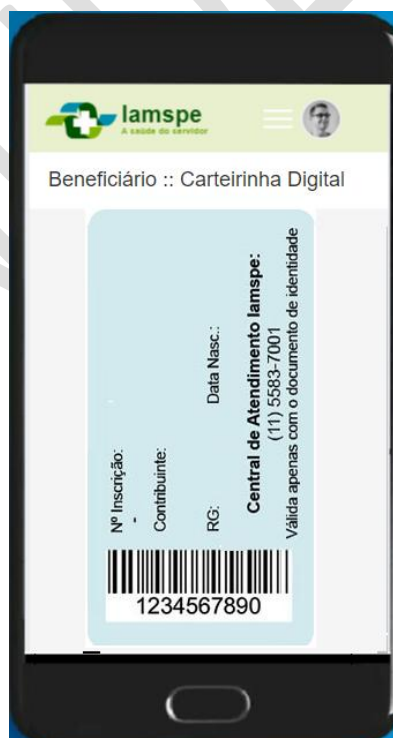 Iamspe
A saúde do servidor
Beneficiário :: Carteirinha Digital
Nº Inscrição:
-
Contribuinte:
RG:
Data Nasc.:
Central de Atendimento Iamspe:
(11) 5583-7001
Válida apenas com o documento de identidade
1234567890